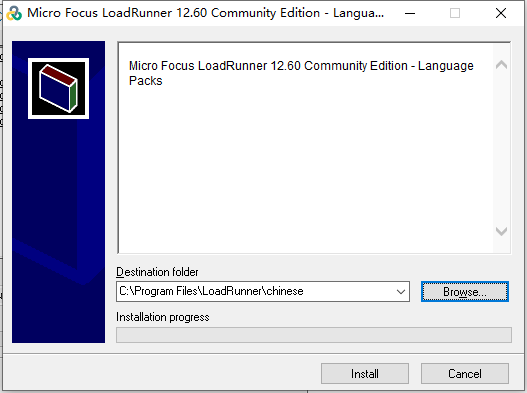 Micro Focus LoadRunner 12.60 Community Edition - Langua...
Micro Focus LoadRunner 12.60 Community Edition - Language
Packs
Destination folder
C:\Program Files\LoadRunner\chinese
Browse...
Installation progress
Install
Cancel